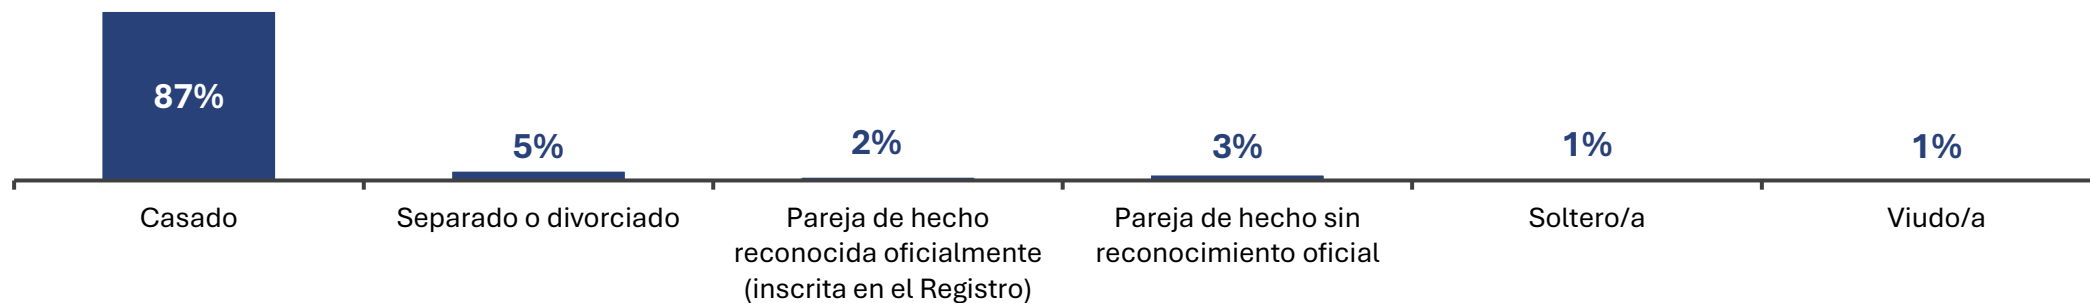 87%
5%
2%
3%
1%
1%
Casado
Separado o divorciado
Pareja de hecho
reconocida oficialmente
(inscrita en el Registro)
Pareja de hecho sin
reconocimiento oficial
Soltero/a
Viudo/a